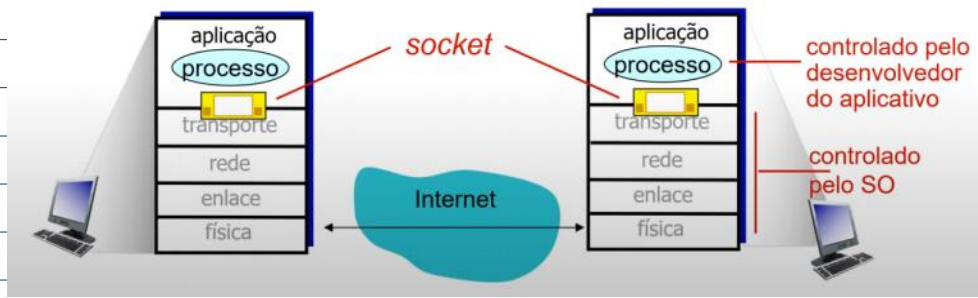 aplicação
processo
transporte
rede
enlace
física
socket
Internet
aplicação
processo
transporte
rede
enlace
física
controlado pelo
desenvolvedor
do aplicativo
controlado
pelo SO